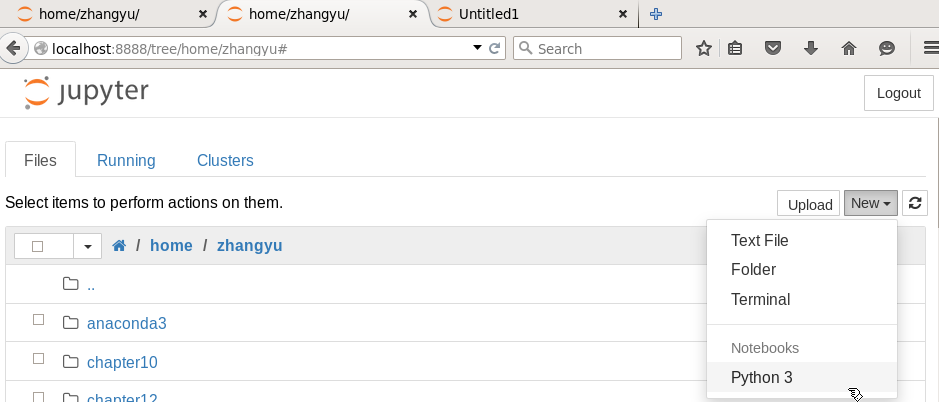 home/zhangyu/ home/zhangyu/ Untitled1
localhost:8888/tree/home/zhangyu# Search
jupyter Logout
Files Running Clusters
Select items to perform actions on them. Upload New
/ home / zhangyu
Text File
Folder
Terminal
Notebooks
Python 3
..
anaconda3
chapter10
chapter12